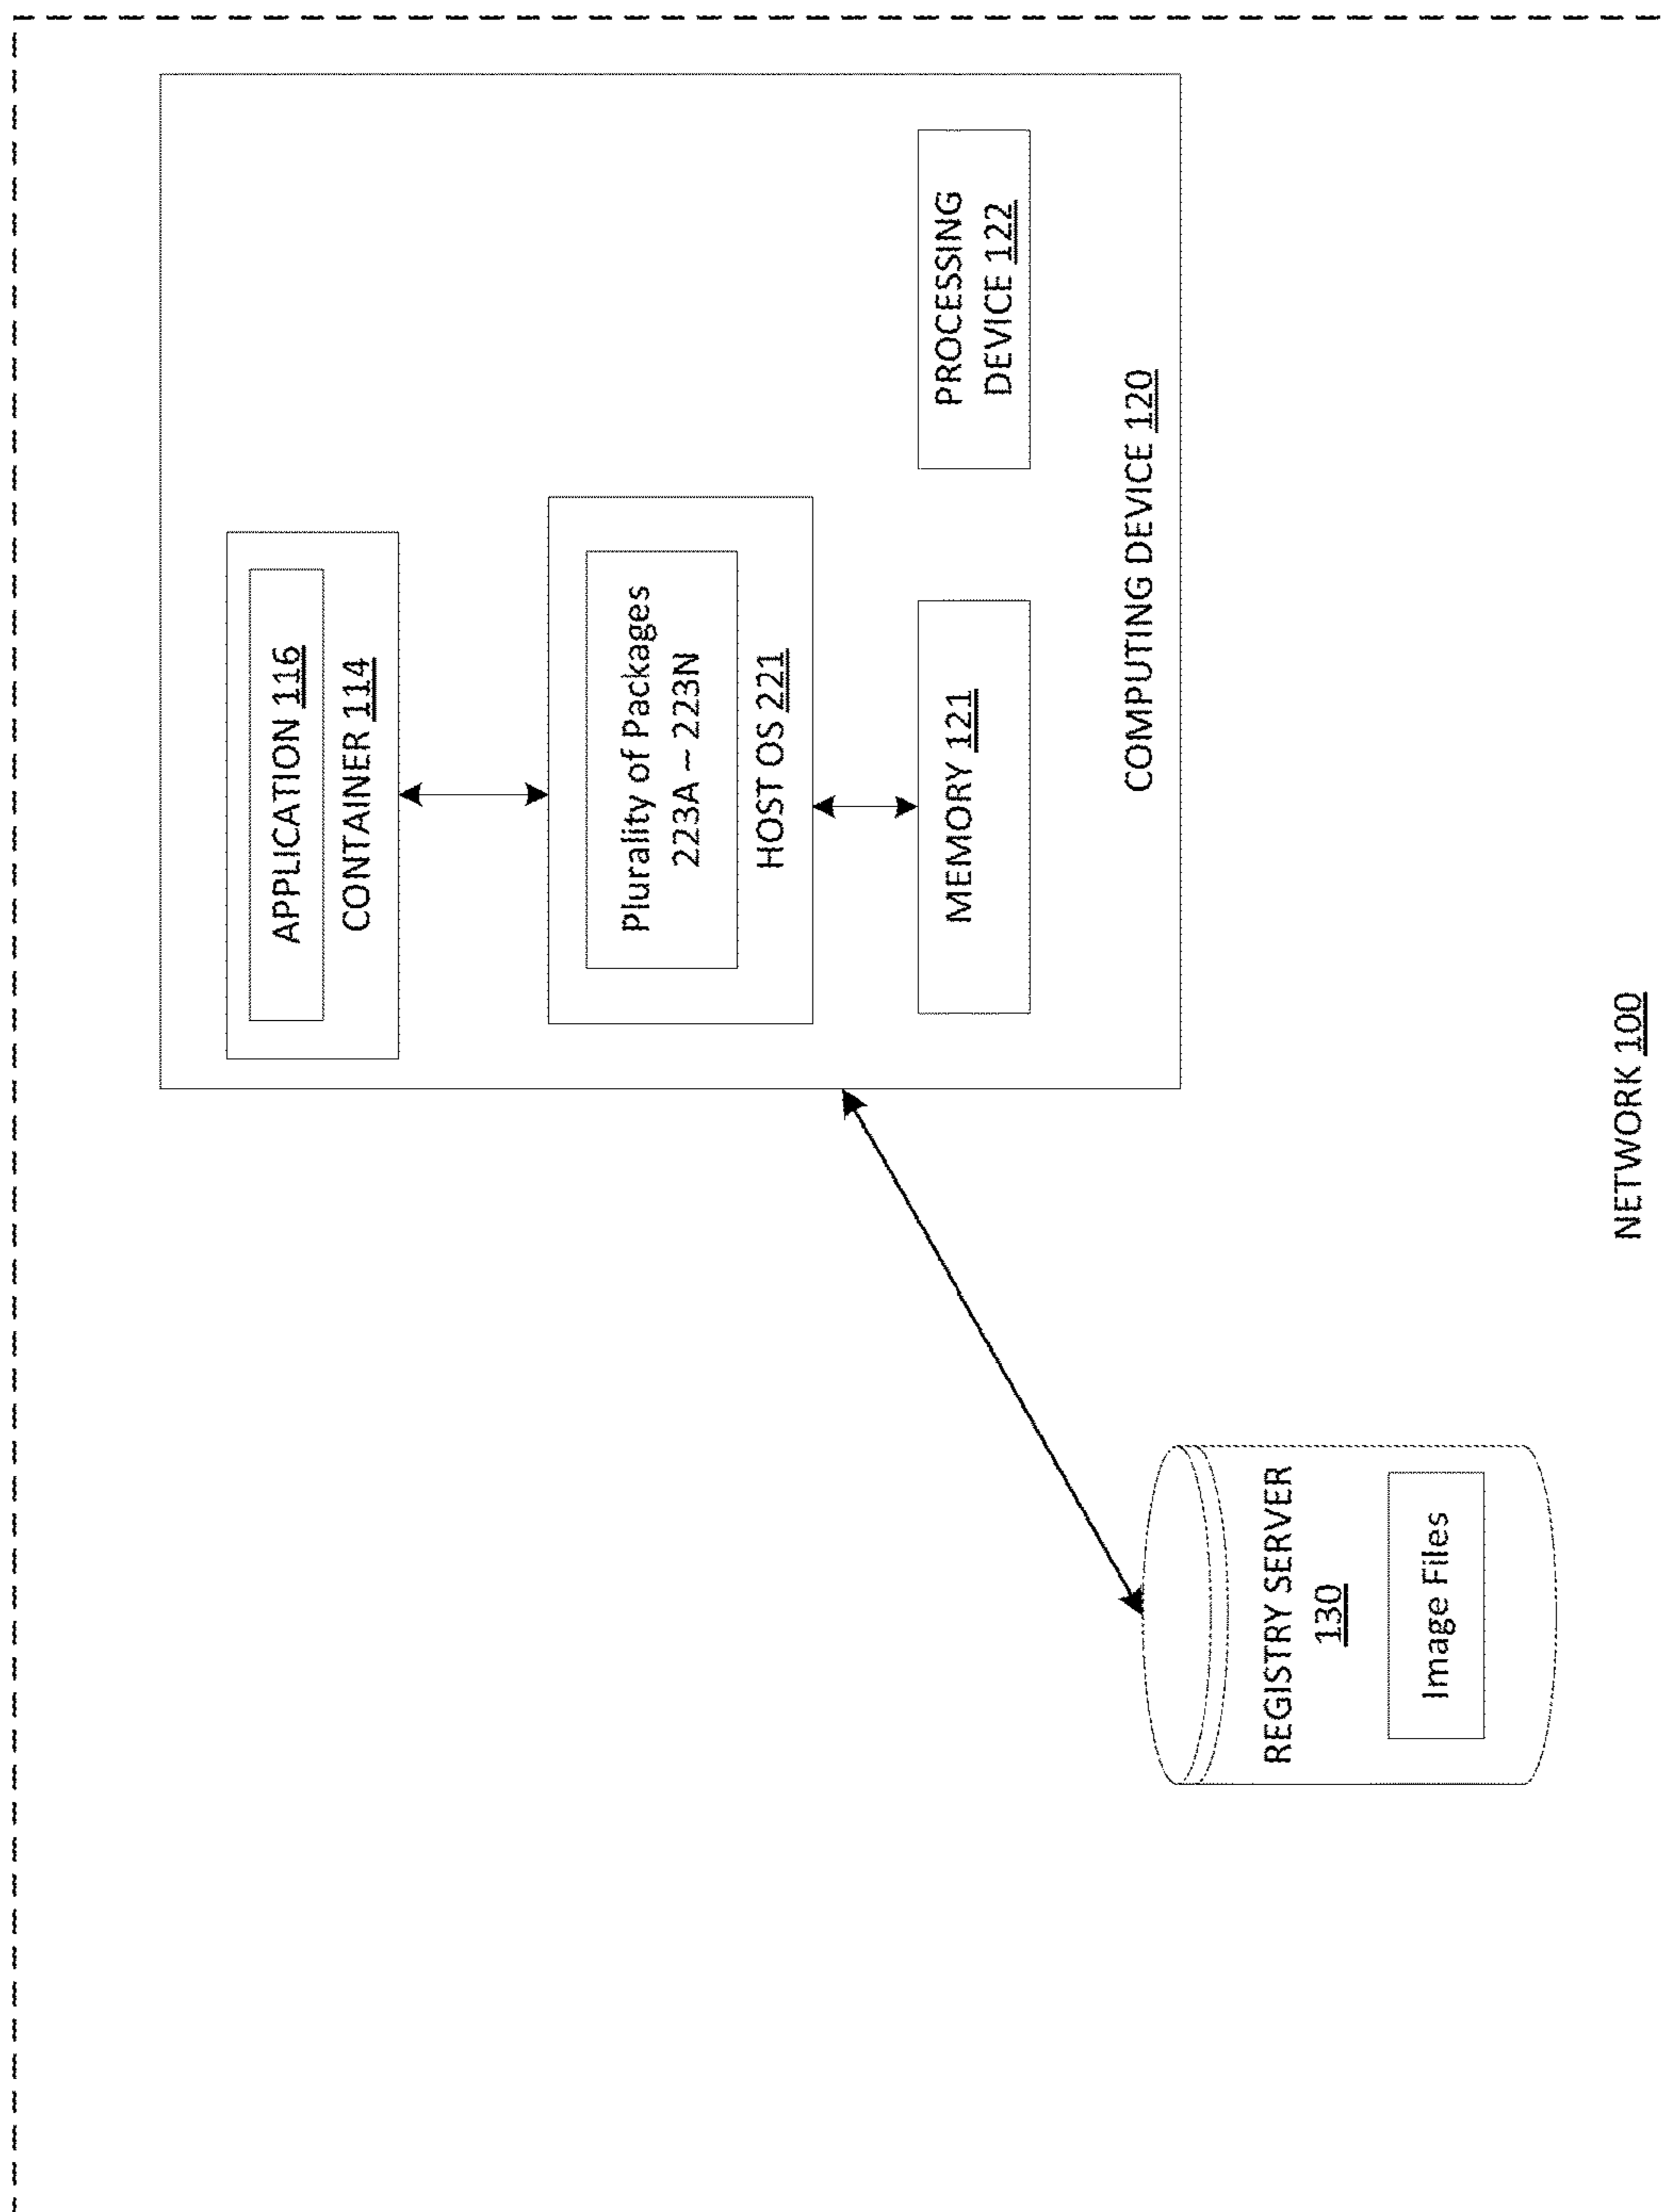 APPLICATION 116
CONTAINER 114
Plurality of Packages
223A – 223N
HOST OS 221
MEMORY 121
PROCESSING
DEVICE 122
COMPUTING DEVICE 120
REGISTRY SERVER
130
Image Files
NETWORK 100